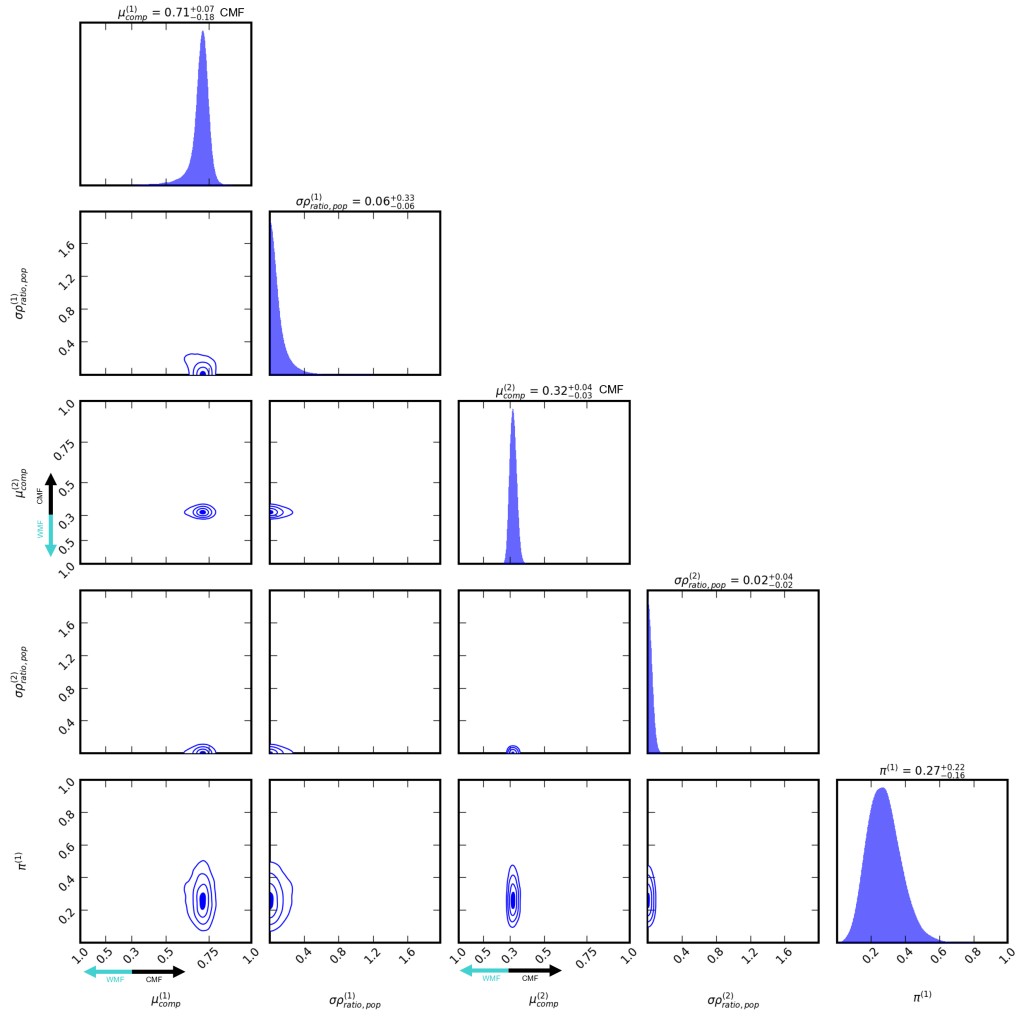 μ_comp^(1) = 0.71 +0.07 −0.18 CMF
σρ_ratio,pop^(1) = 0.06 +0.33 −0.06
σρ_ratio,pop^(1)
1.6
1.2
0.8
0.4
μ_comp^(2) = 0.32 +0.04 −0.03 CMF
μ_comp^(2)
CMF
WMF
1.0
0.75
0.5
0.3
0.5
1.0
σρ_ratio,pop^(2) = 0.02 +0.04 −0.02
σρ_ratio,pop^(2)
1.6
1.2
0.8
0.4
π^(1) = 0.27 +0.22 −0.16
π^(1)
1.0
0.8
0.6
0.4
0.2
1.0 0.5 0.3 0.5 0.75 1.0
0.4 0.8 1.2 1.6
1.0 0.5 0.3 0.5 0.75 1.0
0.4 0.8 1.2 1.6
0.2 0.4 0.6 0.8 1.0
WMF CMF
WMF CMF
μ_comp^(1)
σρ_ratio,pop^(1)
μ_comp^(2)
σρ_ratio,pop^(2)
π^(1)